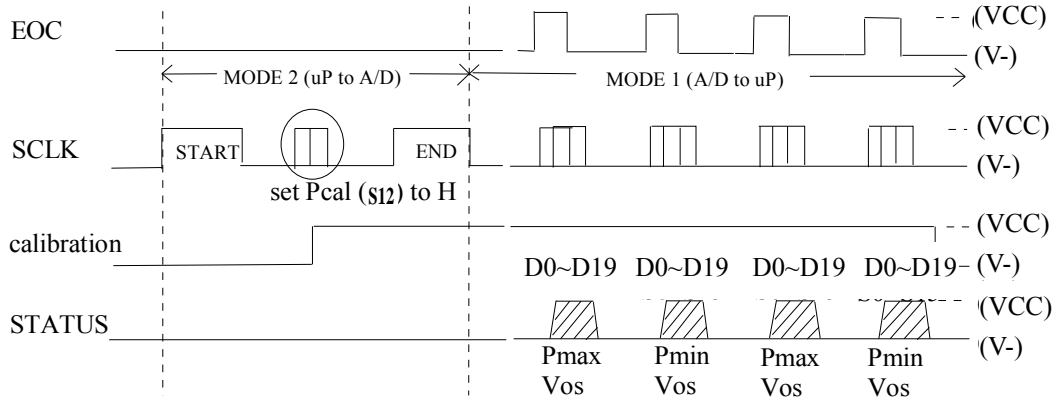 EOC
(VCC)
(V-)
MODE 2 (uP to A/D)
MODE 1 (A/D to uP)
SCLK
START
END
(VCC)
(V-)
set Pcal (S12) to H
calibration
(VCC)
D0~D19 D0~D19 D0~D19 D0~D19 (V-)
STATUS
(VCC)
(V-)
Pmax Pmin Pmax Pmin
Vos Vos Vos Vos